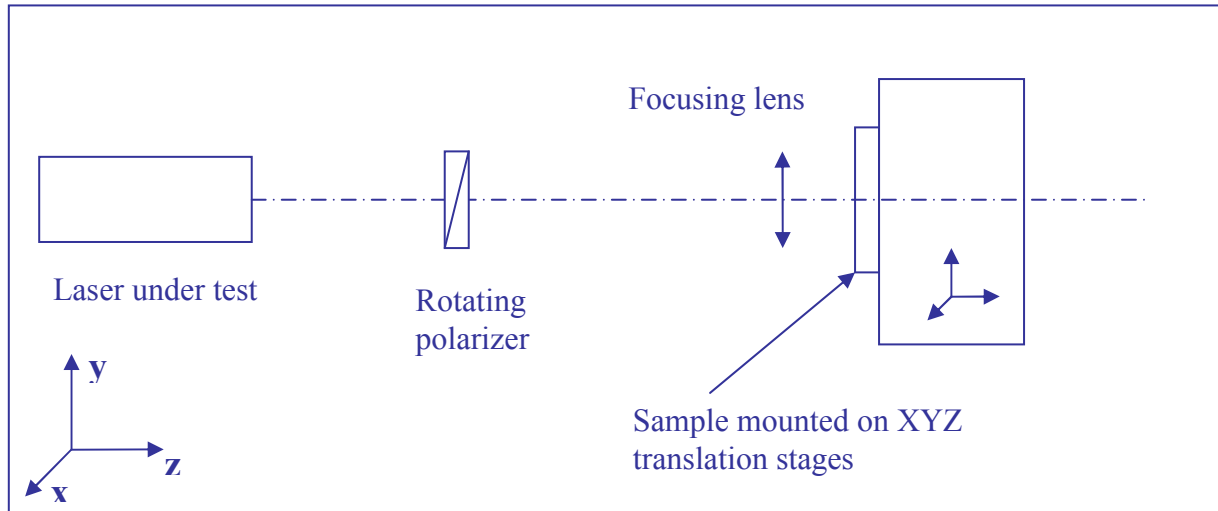 Focusing lens
Laser under test
Rotating
polarizer
y
z
x
Sample mounted on XYZ
translation stages